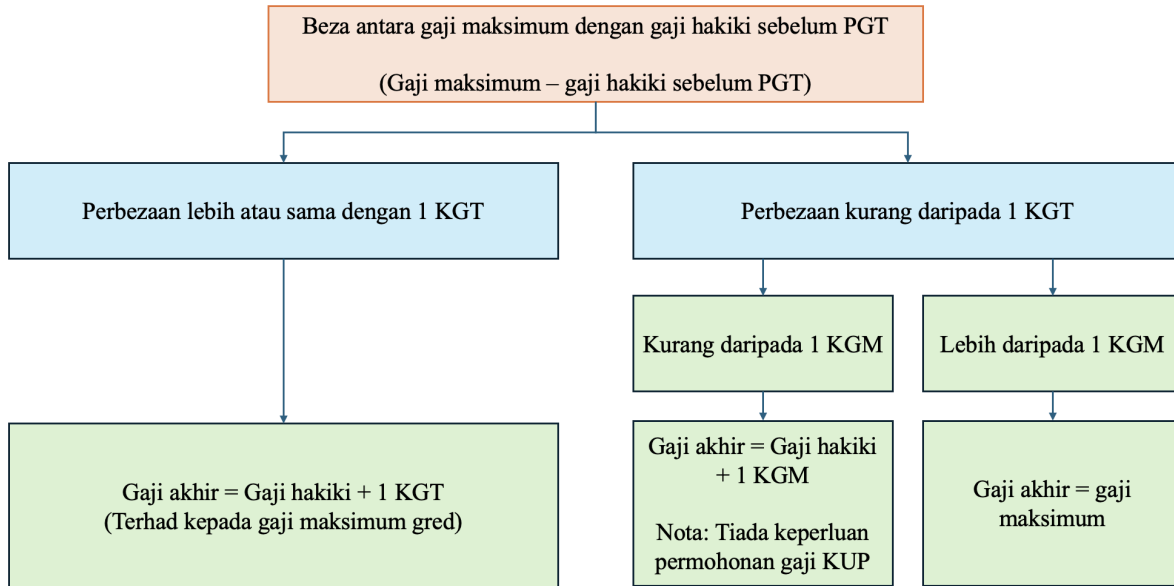 Beza antara gaji maksimum dengan gaji hakiki sebelum PGT
(Gaji maksimum – gaji hakiki sebelum PGT)
Perbezaan lebih atau sama dengan 1 KGT
Perbezaan kurang daripada 1 KGT
Kurang daripada 1 KGM
Lebih daripada 1 KGM
Gaji akhir = Gaji hakiki + 1 KGT
(Terhad kepada gaji maksimum gred)
Gaji akhir = Gaji hakiki
+ 1 KGM
Nota: Tiada keperluan
permohonan gaji KUP
Gaji akhir = gaji
maksimum